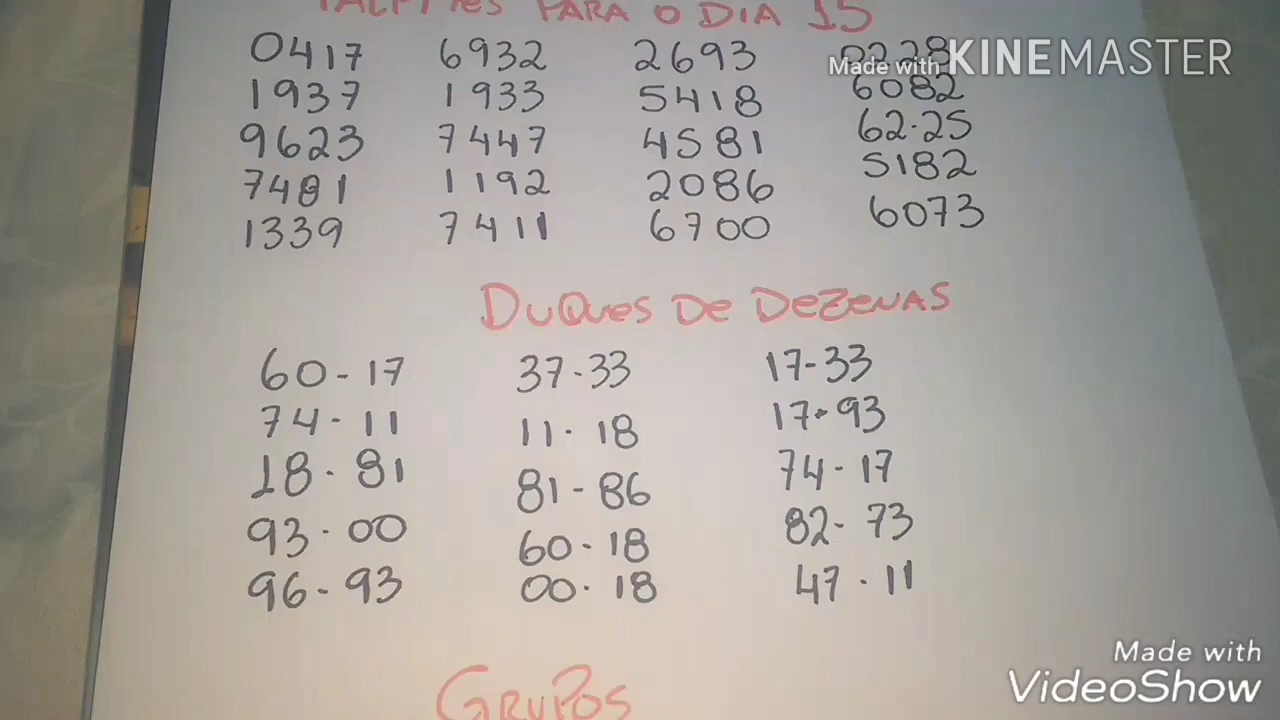 PALPITES PARA O DIA 15
0417 6932 2693
Made with KINEMASTER
1937 1933 5418 6082
9623 7447 4581 62.25
7481 1192 2086 5182
1339 7411 6700 6073
DUQUES DE DEZENAS
60-17 37-33 17-33
74-11 11-18 17-93
18-81 81-86 74-17
93-00 60-18 82-73
96-93 00-18 47-11
GRUPOS
Made with
VideoShow